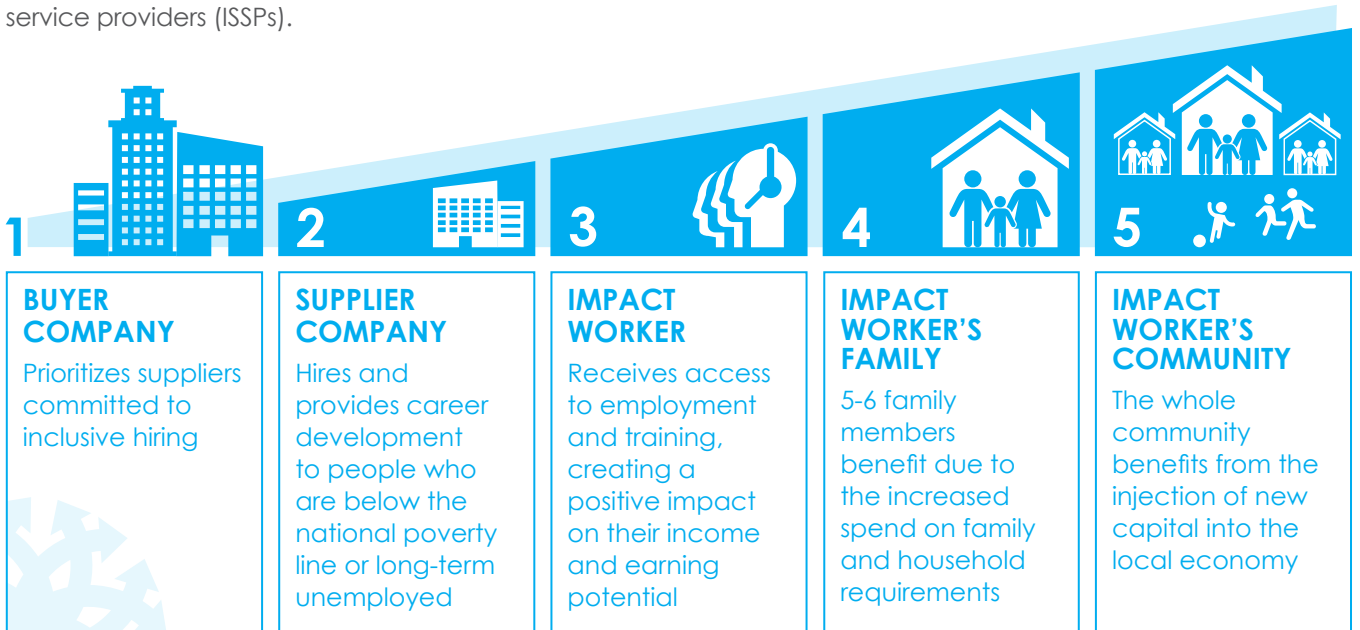 service providers (ISSPs).
1
2
3
4
5
BUYER
COMPANY
Prioritizes suppliers
committed to
inclusive hiring
SUPPLIER
COMPANY
Hires and
provides career
development
to people who
are below the
national poverty
line or long-term
unemployed
IMPACT
WORKER
Receives access
to employment
and training,
creating a
positive impact
on their income
and earning
potential
IMPACT
WORKER’S
FAMILY
5-6 family
members
benefit due to
the increased
spend on family
and household
requirements
IMPACT
WORKER’S
COMMUNITY
The whole
community
benefits from the
injection of new
capital into the
local economy